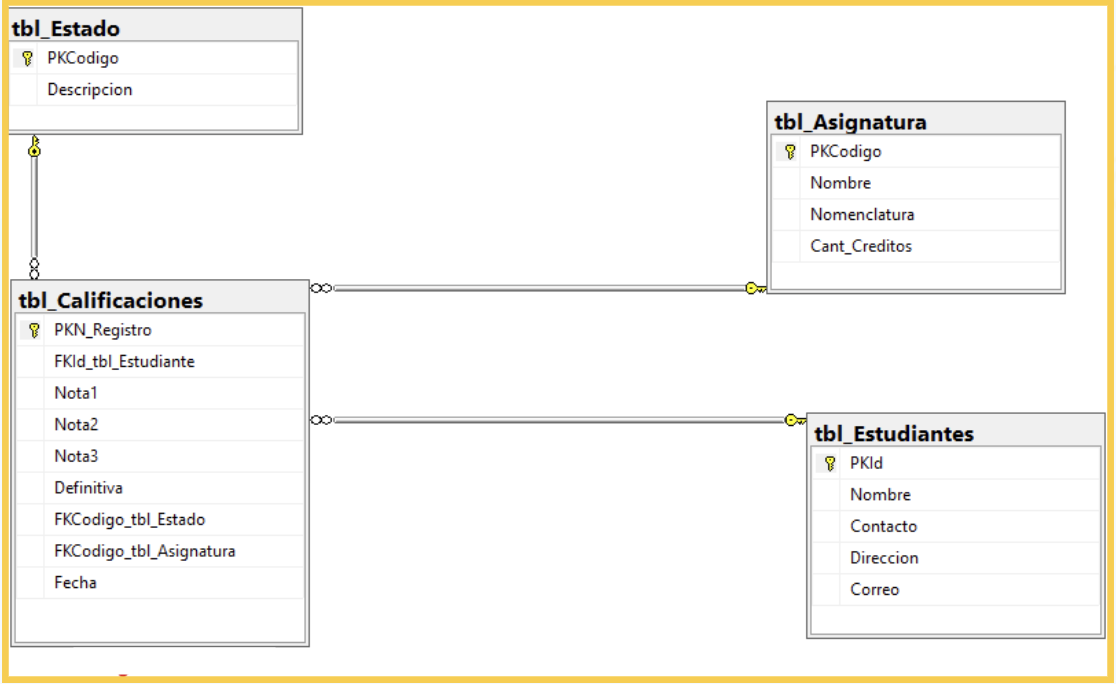 tbl_Estado
PKCodigo
Descripcion
tbl_Asignatura
PKCodigo
Nombre
Nomenclatura
Cant_Creditos
tbl_Calificaciones
PKN_Registro
FKId_tbl_Estudiante
Nota1
Nota2
Nota3
Definitiva
FKCodigo_tbl_Estado
FKCodigo_tbl_Asignatura
Fecha
tbl_Estudiantes
PKId
Nombre
Contacto
Direccion
Correo